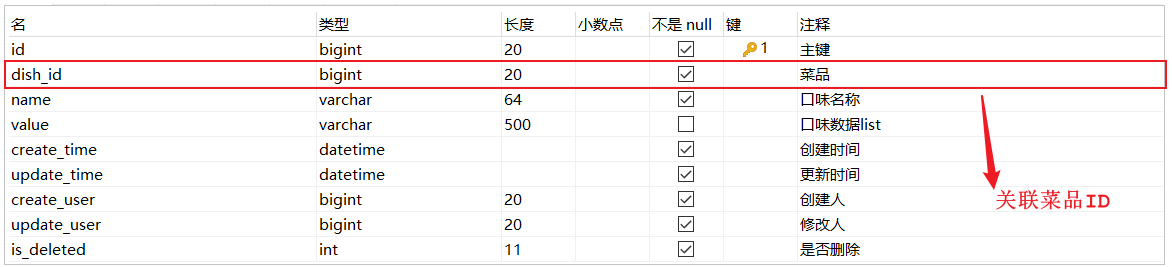 名 类型 长度 小数点 不是 null 键 注释
id bigint 20 1 主键
dish_id bigint 20 菜品
name varchar 64 口味名称
value varchar 500 口味数据list
create_time datetime 创建时间
update_time datetime 更新时间
create_user bigint 20 创建人
关联菜品ID
update_user bigint 20 修改人
is_deleted int 11 是否删除